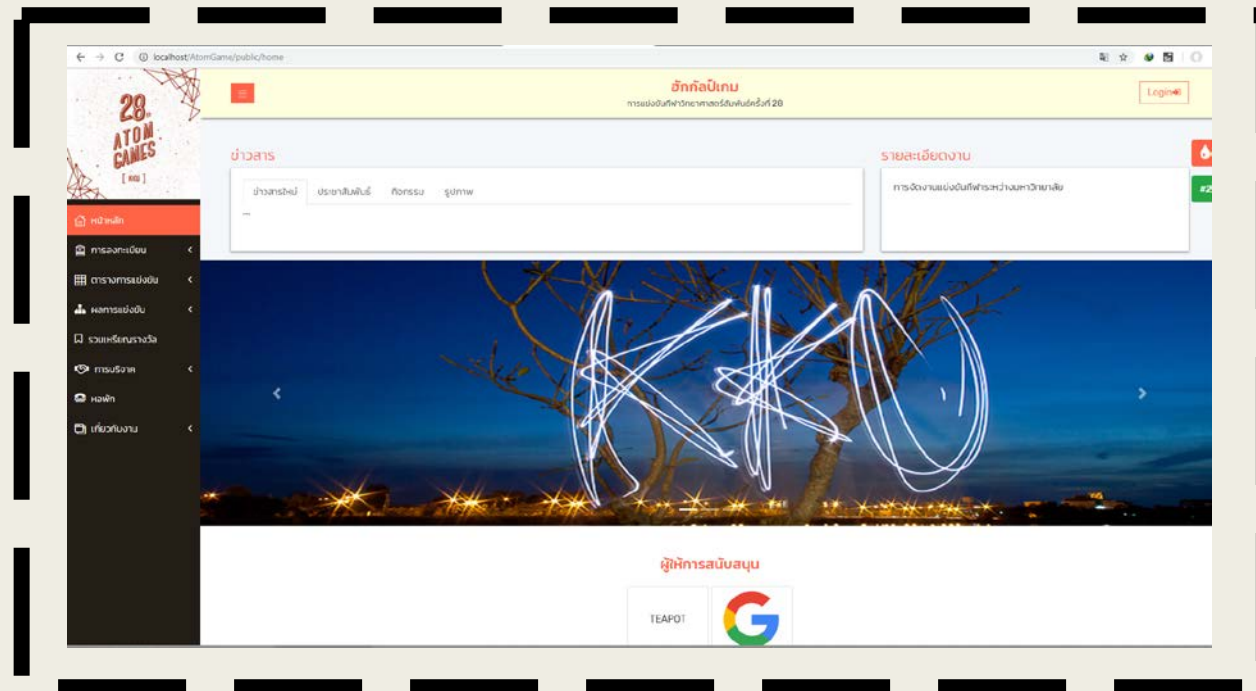 localhost/AtomGame/public/home
28th
ATOM
GAMES
[ ]
ฮักกัลป์เกม
การแข่งขันกีฬาวิทยาศาสตร์สัมพันธ์ครั้งที่ 28
Login
ข่าวสาร
รายละเอียดงาน
ข่าวสารใหม่ ประชาสัมพันธ์ กิจกรรม รูปภาพ
...
การจัดงานแข่งขันกีฬาระหว่างมหาวิทยาลัย
#2
หน้าหลัก
การลงทะเบียน
ตารางการแข่งขัน
ผลการแข่งขัน
รวมเหรียญรางวัล
การบริจาค
หอพัก
เกี่ยวกับงาน
KKU
ผู้ให้การสนับสนุน
TEAPOT
G